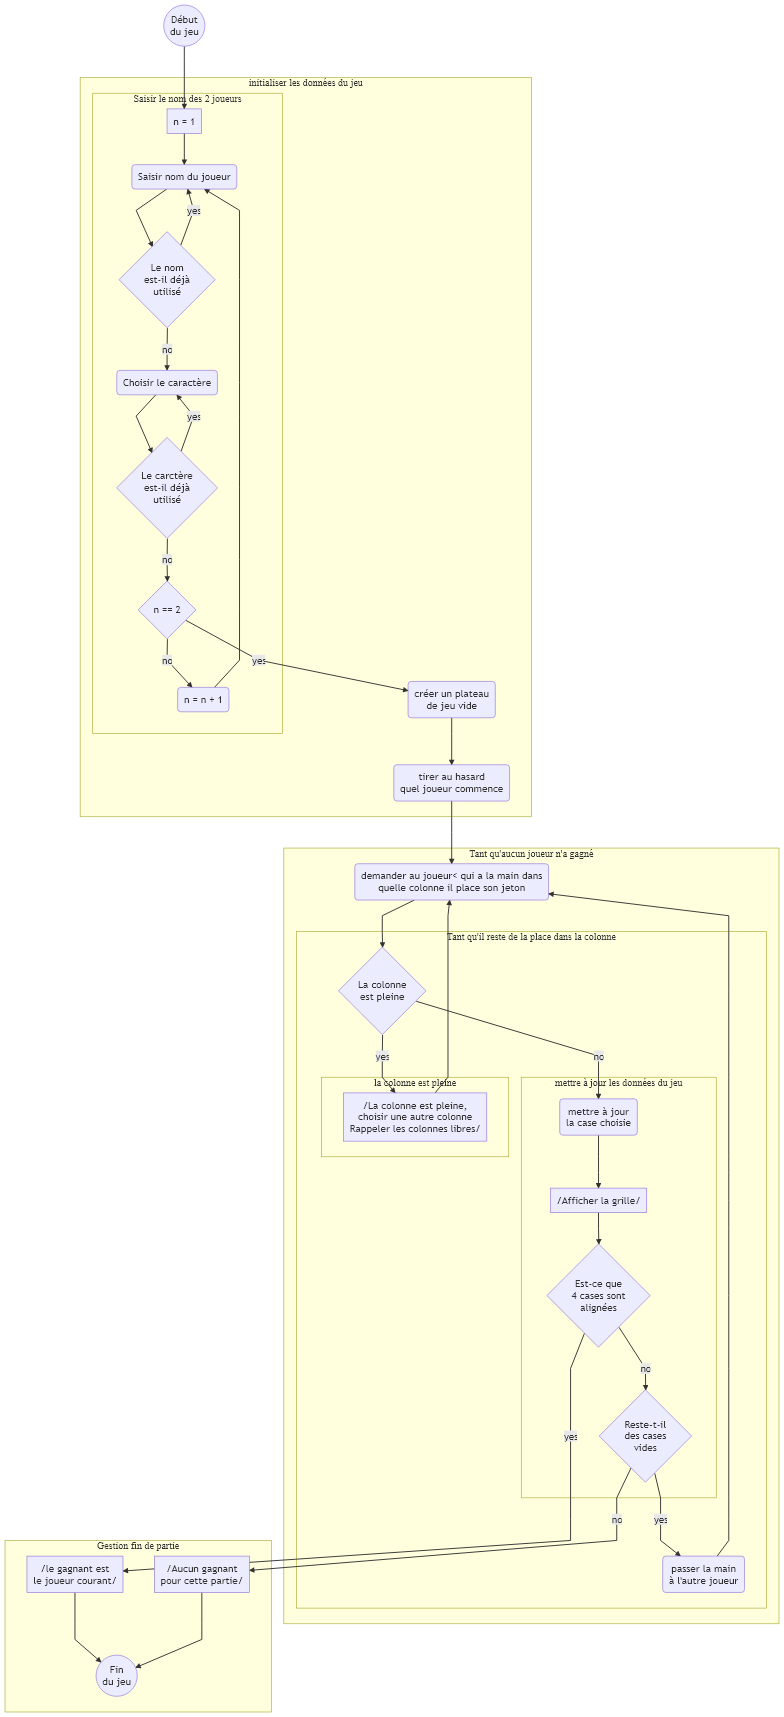 Début
du jeu
initialiser les données du jeu
Saisir le nom des 2 joueurs
n = 1
Saisir nom du joueur
yes
Le nom
est-il déjà
utilisé
no
Choisir le caractère
yes
Le carctère
est-il déjà
utilisé
no
n == 2
no
yes
n = n + 1
créer un plateau
de jeu vide
tirer au hasard
quel joueur commence
Tant qu'aucun joueur n'a gagné
demander au joueur< qui a la main dans
quelle colonne il place son jeton
Tant qu'il reste de la place dans la colonne
La colonne
est pleine
yes
no
la colonne est pleine
/La colonne est pleine,
choisir une autre colonne
Rappeler les colonnes libres/
mettre à jour les données du jeu
mettre à jour
la case choisie
/Afficher la grille/
Est-ce que
4 cases sont
alignées
no
Reste-t-il
des cases
vides
yes
no
yes
Gestion fin de partie
/le gagnant est
le joueur courant/
/Aucun gagnant
pour cette partie/
passer la main
à l'autre joueur
Fin
du jeu